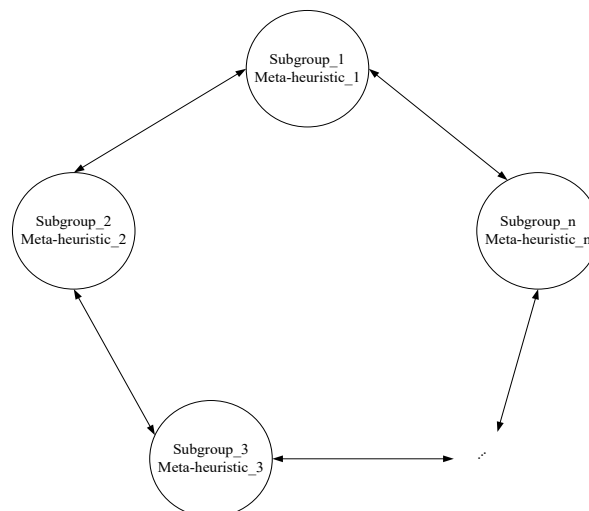 Subgroup_1
Meta-heuristic_1
Subgroup_2
Meta-heuristic_2
Subgroup_n
Meta-heuristic_n
Subgroup_3
Meta-heuristic_3
...